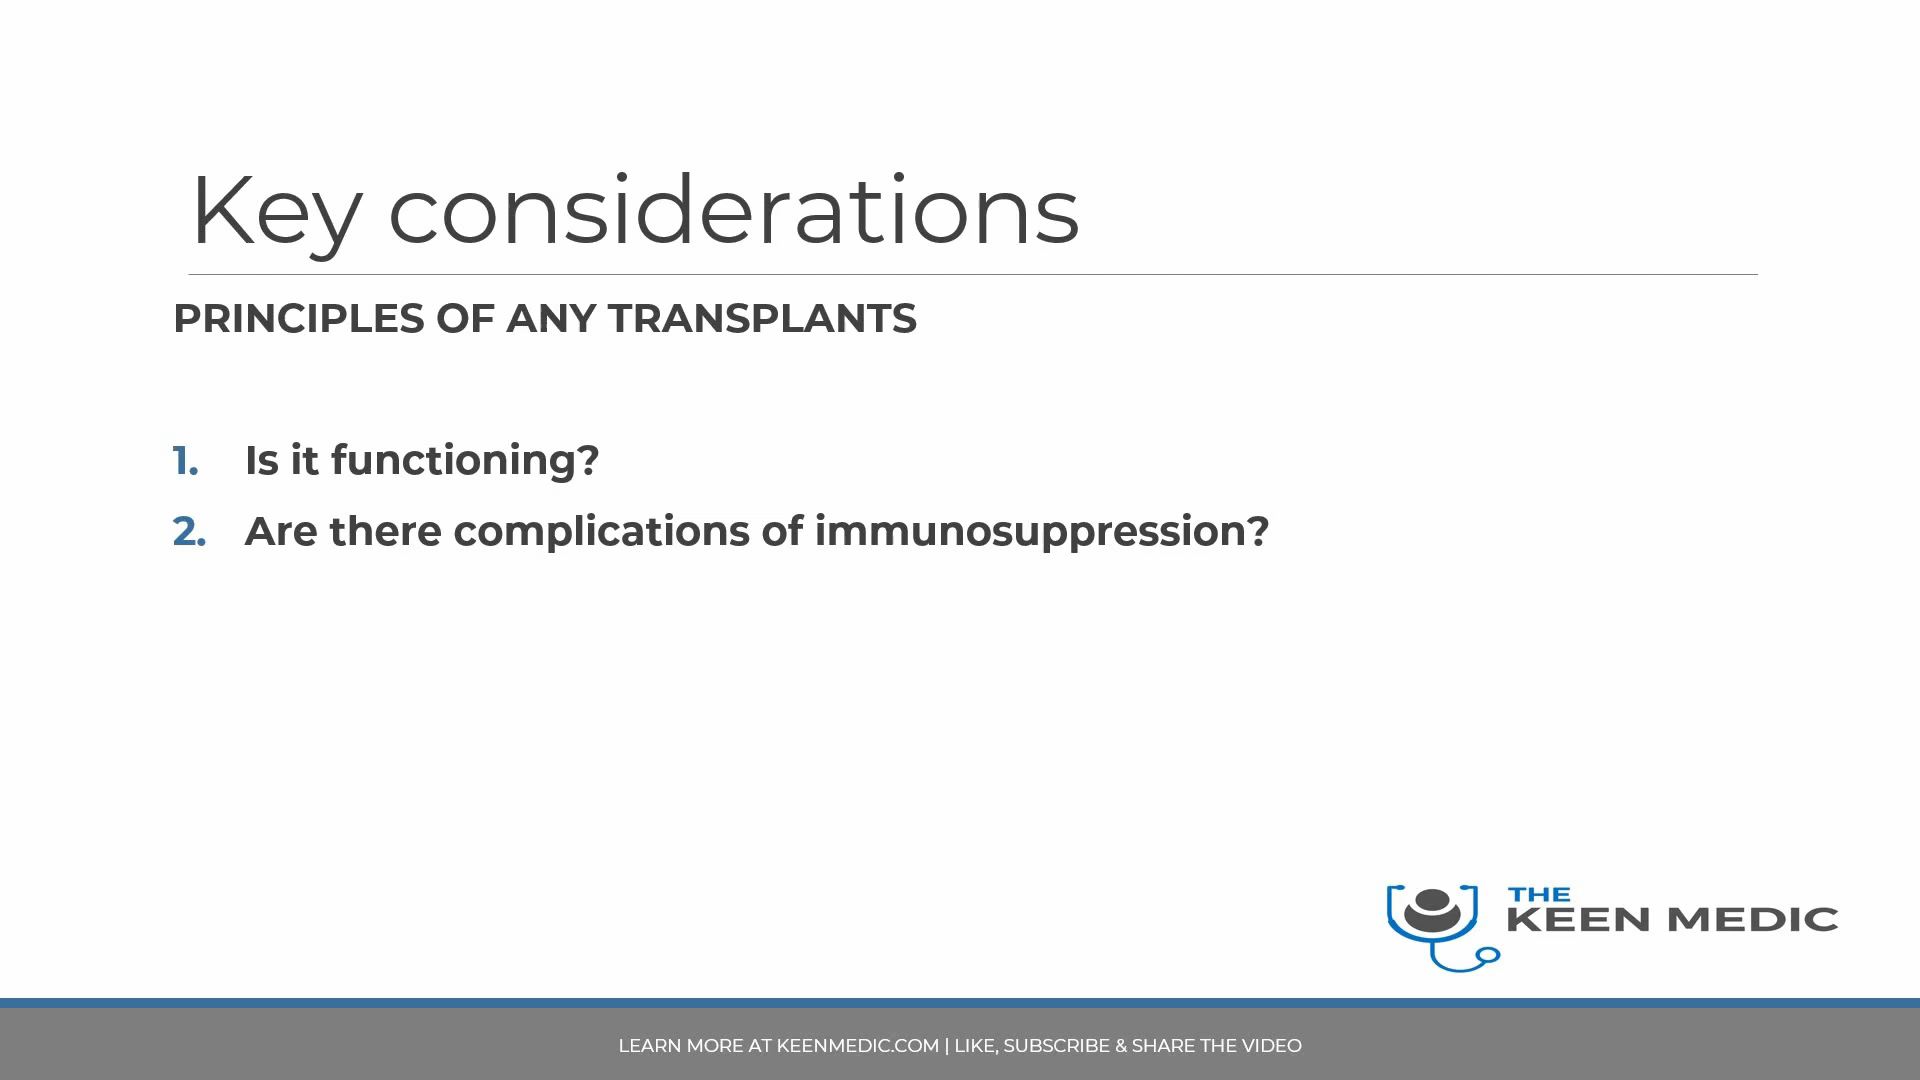 Key considerations
PRINCIPLES OF ANY TRANSPLANTS
1. Is it functioning?
2. Are there complications of immunosuppression?
THE
KEEN MEDIC
LEARN MORE AT KEENMEDIC.COM | LIKE, SUBSCRIBE & SHARE THE VIDEO